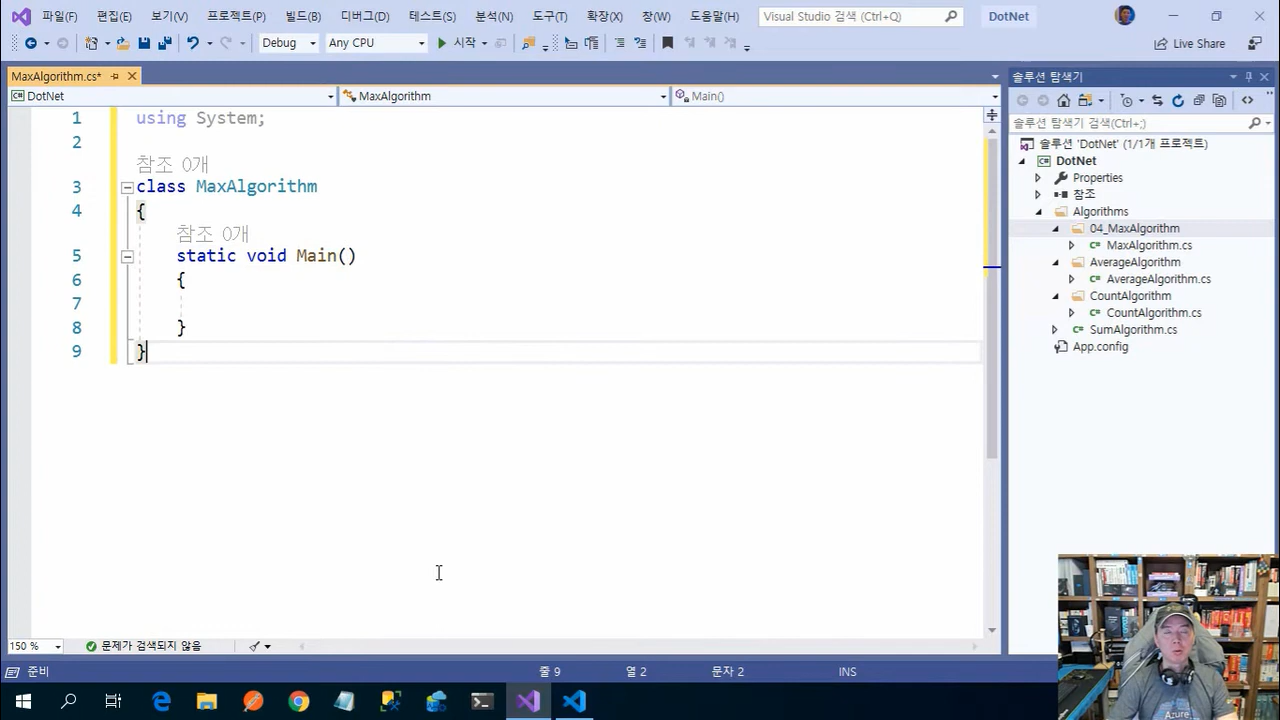 파일(F) 편집(E) 보기(V) 프로젝트(P) 빌드(B) 디버그(D) 테스트(S) 분석(N) 도구(T) 확장(X) 창(W) 도움말(H) Visual Studio 검색 (Ctrl+Q) DotNet
Debug Any CPU 시작 Live Share
MaxAlgorithm.cs*
DotNet MaxAlgorithm Main()
1 using System;
2
참조 0개
3 class MaxAlgorithm
4 {
참조 0개
5 static void Main()
6 {
7
8 }
9 }
150 % 문제가 검색되지 않음
준비 줄 9 열 2 문자 2 INS
솔루션 탐색기
솔루션 탐색기 검색(Ctrl+;)
솔루션 'DotNet' (1/1개 프로젝트)
DotNet
Properties
참조
Algorithms
04_MaxAlgorithm
MaxAlgorithm.cs
AverageAlgorithm
AverageAlgorithm.cs
CountAlgorithm
CountAlgorithm.cs
SumAlgorithm.cs
App.config
Azure